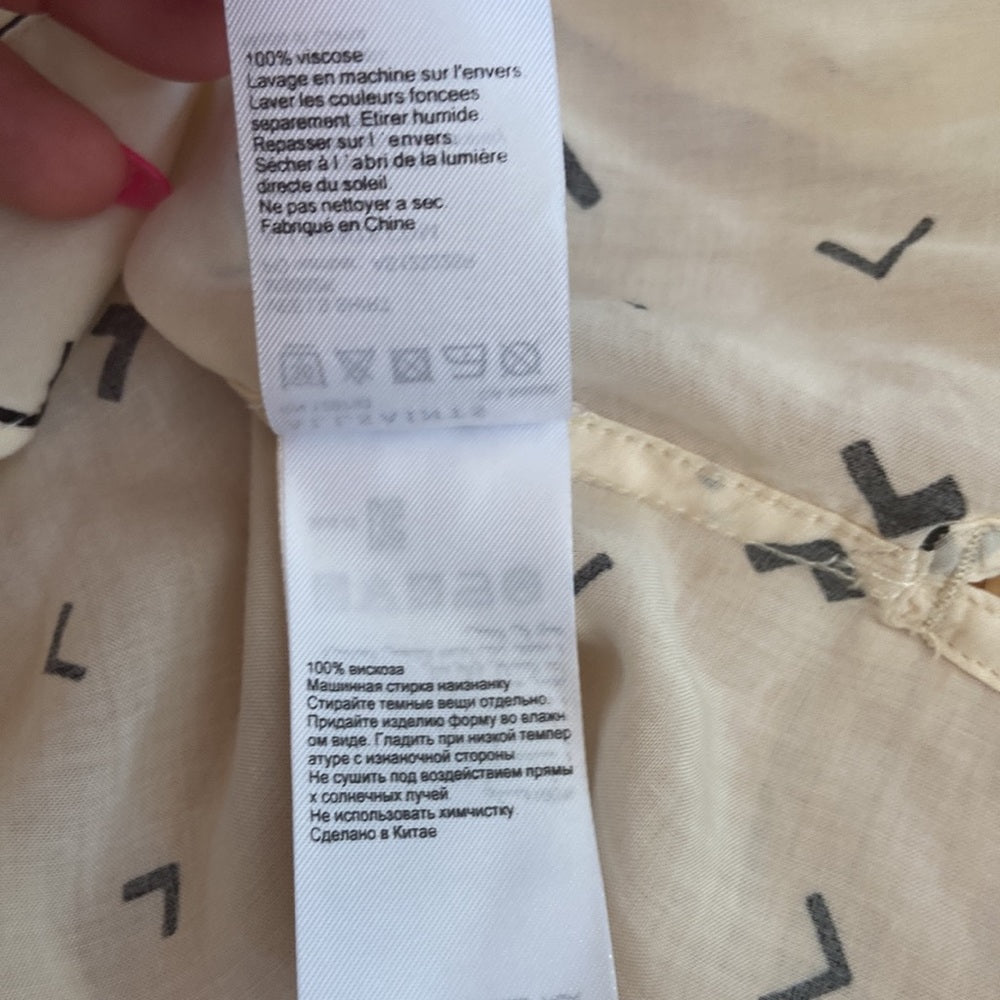 100% viscose
Lavage en machine sur l'envers
Laver les couleurs foncees
separement. Etirer humide
Repasser sur l'envers.
Sécher à l'abri de la lumière
directe du soleil
Ne pas nettoyer a sec
Fabriqué en Chine
100% вискоза
Машинная стирка наизнанку
Стирайте темные вещи отдельно.
Придайте изделию форму во влажн
ом виде. Гладить при низкой темпер
атуре с изнаночной стороны
Не сушить под воздействием прямы
х солнечных лучей
Не использовать химчистку
Сделано в Китае